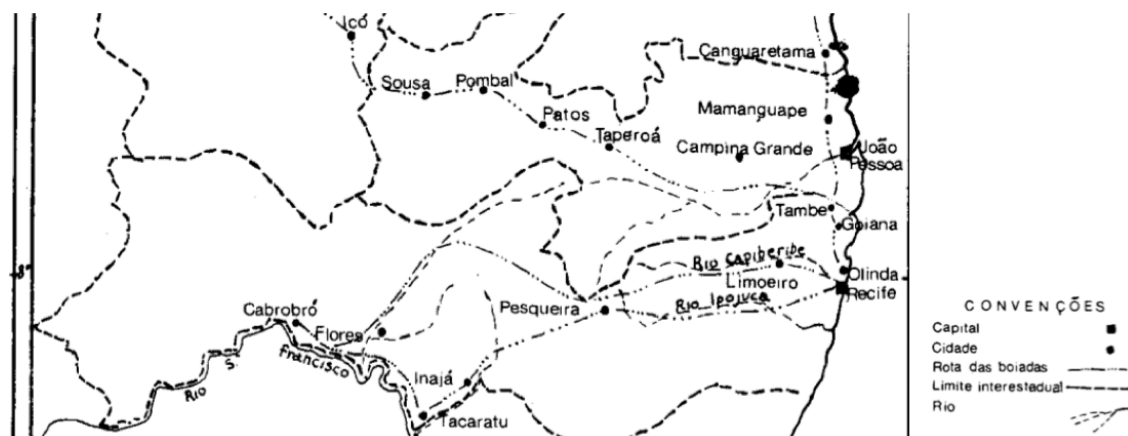 Icó
Canguaretama
Sousa
Pombal
Mamanguape
Patos
Taperoá
Campina Grande
João
Pessoa
Tambe
Goiana
8º
Rio Capiberibe
Olinda
Limoeiro
Recife
Pesqueira
Rio Ipojuca
Cabrobró
Flores
Francisco
S.
Rio
Inajá
Tacaratu
CONVENÇÕES
Capital
Cidade
Rota das boiadas
Limite interestadual
Rio